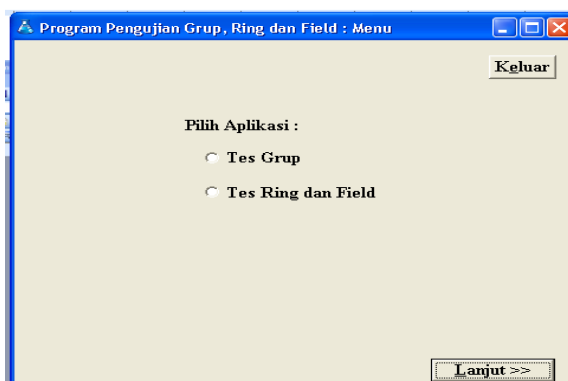 Program Pengujian Grup, Ring dan Field : Menu
Keluar
Pilih Aplikasi :
Tes Grup
Tes Ring dan Field
Lanjut >>